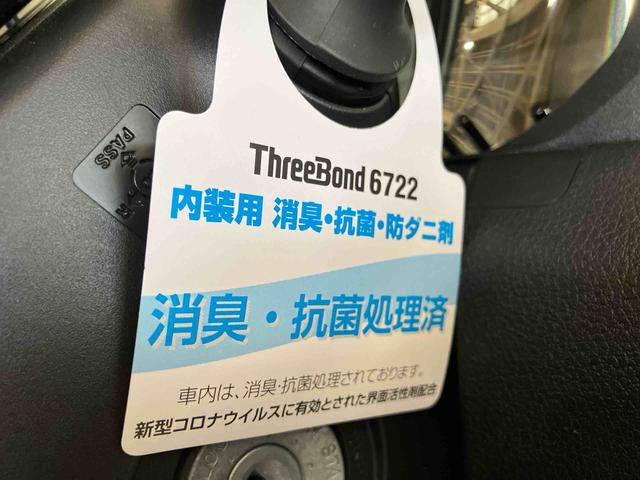 ThreeBond 6722
内装用 消臭・抗菌・防ダニ剤
消臭・抗菌処理済
車内は、消臭・抗菌処理されております。
新型コロナウイルスに有効とされた界面活性剤配合
PASS